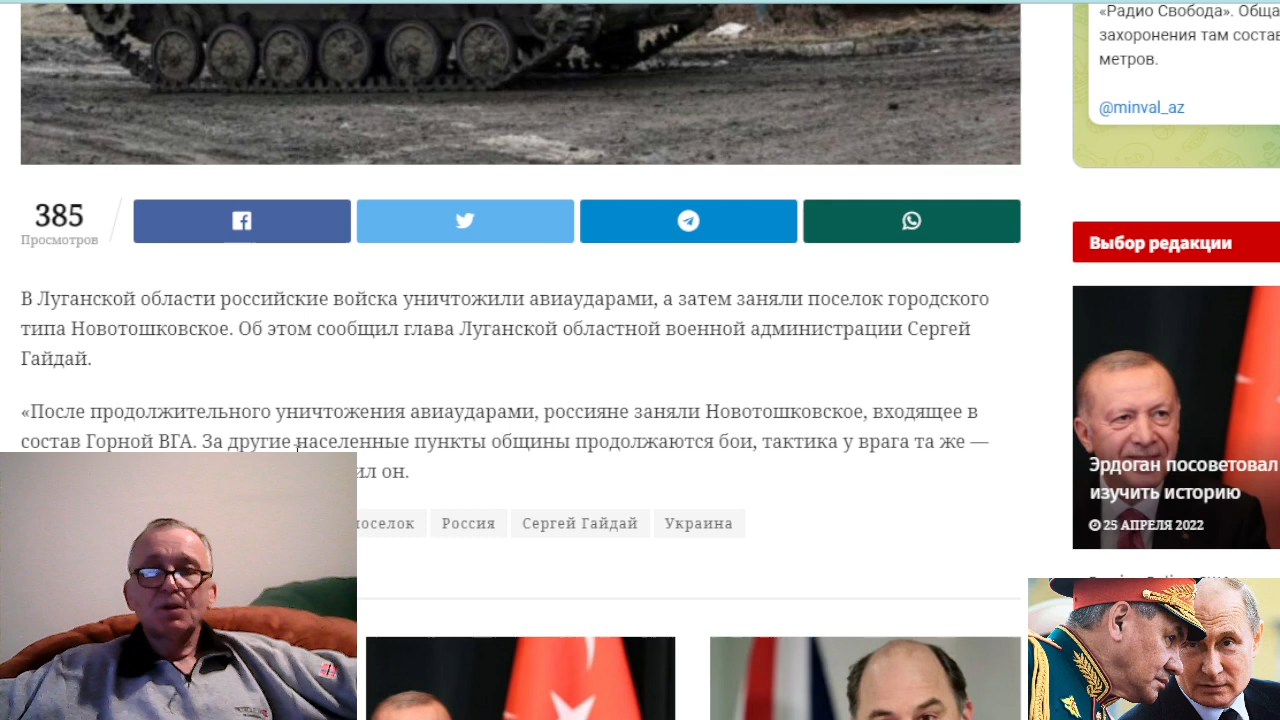 «Радио Свобода». Обща
захоронения там состав
метров.
@minval_az
385
Просмотров
Выбор редакции
В Луганской области российские войска уничтожили авиаударами, а затем заняли поселок городского
типа Новотошковское. Об этом сообщил глава Луганской областной военной администрации Сергей
Гайдай.
«После продолжительного уничтожения авиаударами, россияне заняли Новотошковское, входящее в
состав Горной ВГА. За другие населенные пункты общины продолжаются бои, тактика у врага та же —
ил он.
поселок
Россия
Сергей Гайдай
Украина
Эрдоган посоветовал
изучить историю
25 АПРЕЛЯ 2022